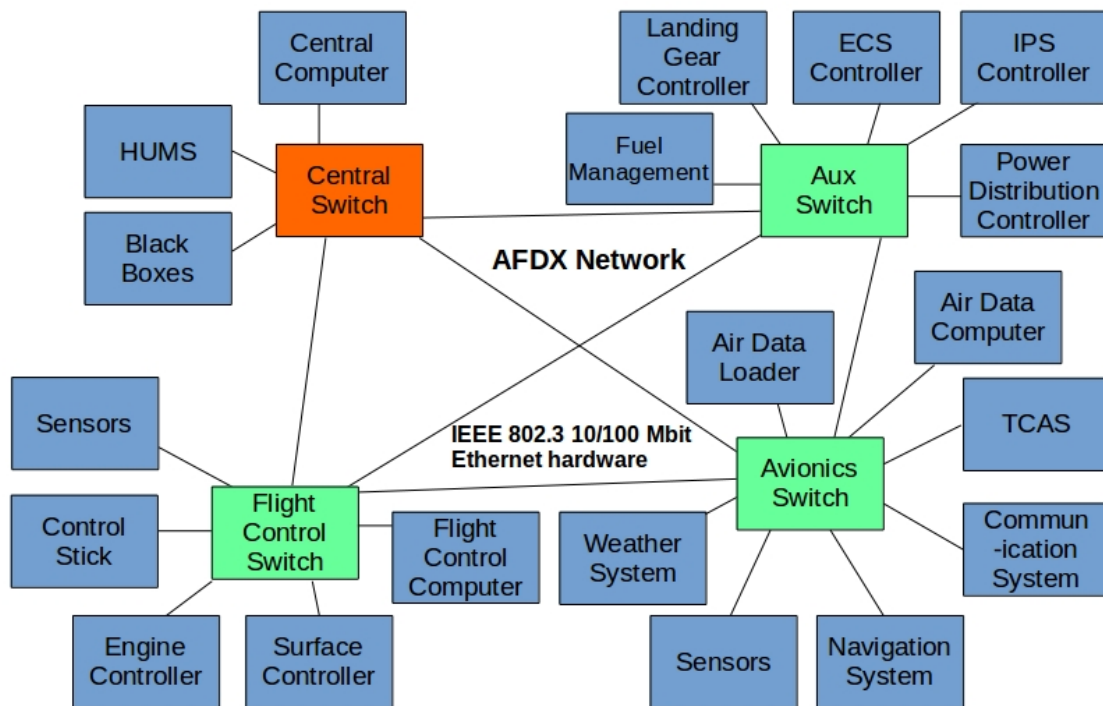 Central
Computer
Landing
Gear
Controller
ECS
Controller
IPS
Controller
HUMS
Central
Switch
Fuel
Management
Aux
Switch
Power
Distribution
Controller
Black
Boxes
AFDX Network
Air Data
Loader
Air Data
Computer
Sensors
IEEE 802.3 10/100 Mbit
Ethernet hardware
TCAS
Avionics
Switch
Control
Stick
Flight
Control
Switch
Flight
Control
Computer
Weather
System
Commun
-ication
System
Engine
Controller
Surface
Controller
Sensors
Navigation
System